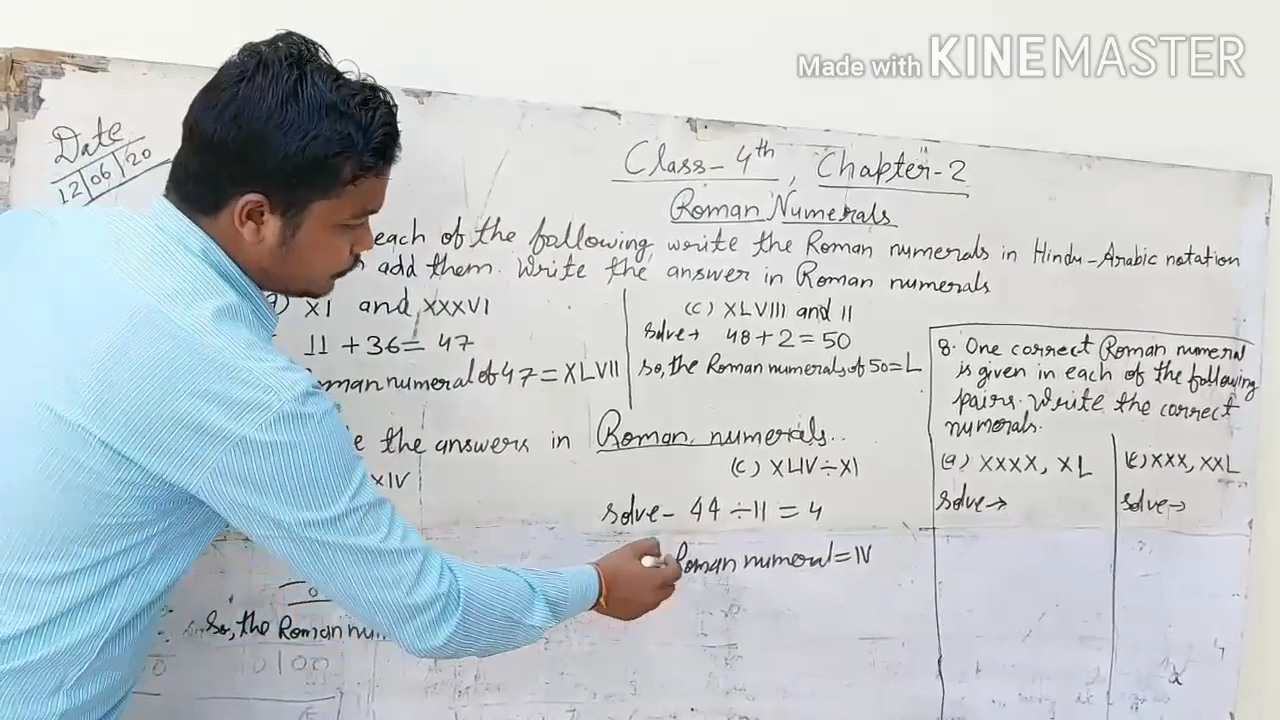 Made with KINEMASTER
Date
12/06/20
Class-4th, Chapter-2
Roman Numerals
each of the following, write the Roman numerals in Hindu-Arabic notation
add them. Write the answer in Roman numerals
XI and XXXVI
11 + 36 = 47
numeral of 47 = XLVII
(c) XLVIII and II
solve→ 48 + 2 = 50
so, the Roman numerals of 50 = L
the answers in Roman numerals..
XIV
(c) XLIV ÷ XI
solve- 44 ÷ 11 = 4
Roman numeral = IV
0
So, the Roman
8. One correct Roman numeral
is given in each of the following
pairs. Write the correct
numerals.
(a) XXXX, XL
solve→
XXX, XXL
solve→